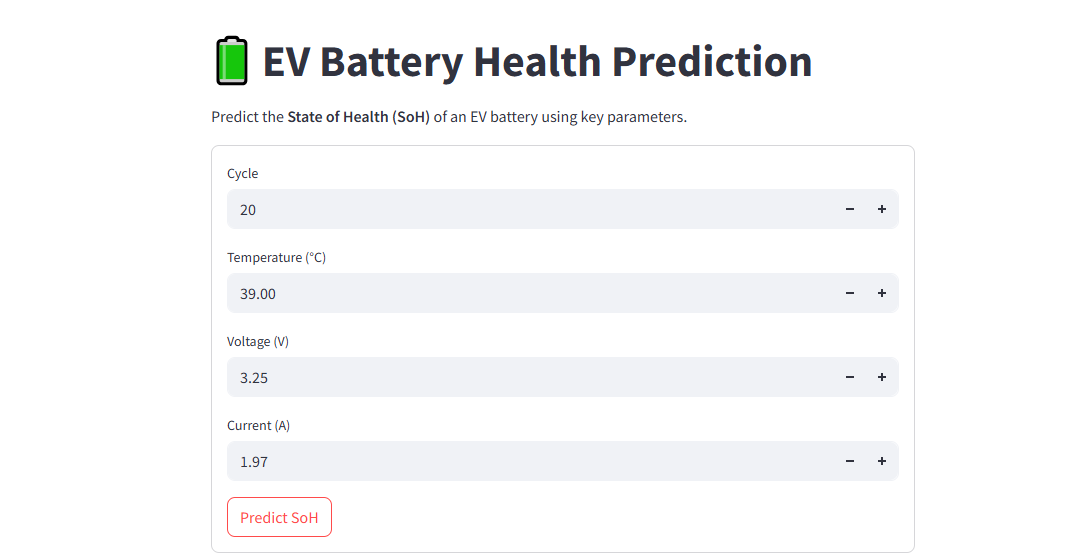 EV Battery Health Prediction
Predict the State of Health (SoH) of an EV battery using key parameters.
Cycle
20
Temperature (°C)
39.00
Voltage (V)
3.25
Current (A)
1.97
Predict SoH